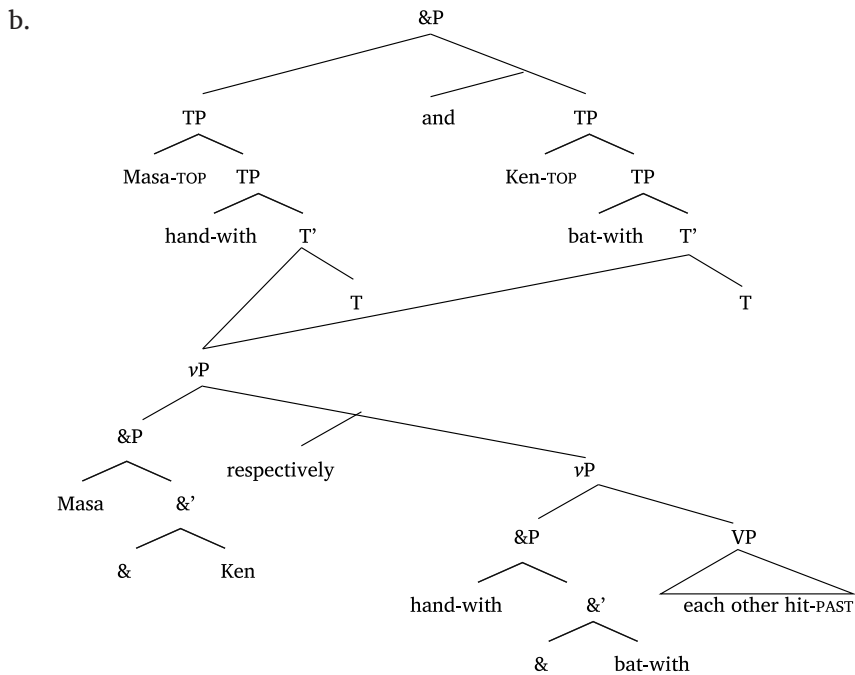 b.
&P
TP and TP
Masa-TOP TP Ken-TOP TP
hand-with T' bat-with T'
T T
vP
&P
respectively vP
Masa &'
&P VP
& Ken
hand-with &' each other hit-PAST
& bat-with